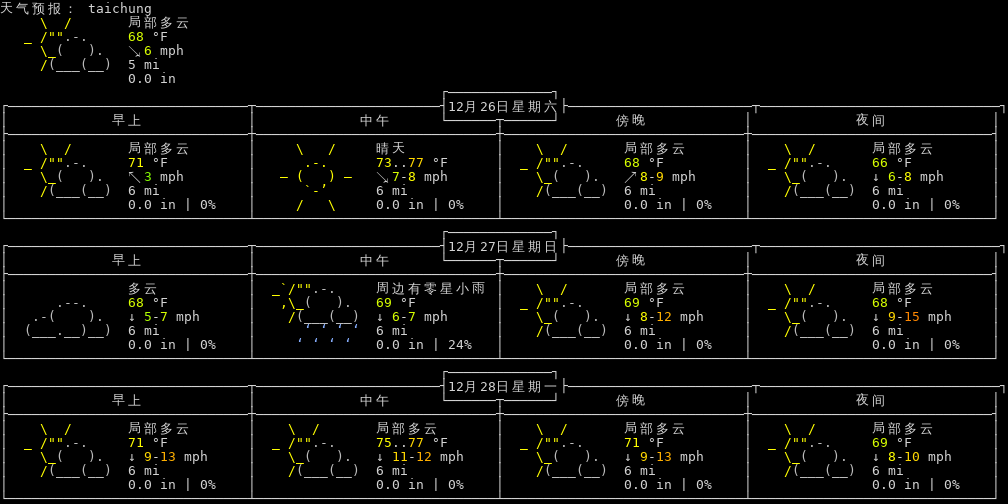 天气预报： taichung
局部多云
68 °F
↘ 6 mph
5 mi
0.0 in
12月26日星期六
早上 中午 傍晚 夜间
局部多云 晴天 局部多云 局部多云
71 °F 73..77 °F 68 °F 66 °F
↖ 3 mph ↘ 7-8 mph ↗ 8-9 mph ↓ 6-8 mph
6 mi 6 mi 6 mi 6 mi
0.0 in | 0% 0.0 in | 0% 0.0 in | 0% 0.0 in | 0%
12月27日星期日
早上 中午 傍晚 夜间
多云 周边有零星小雨 局部多云 局部多云
68 °F 69 °F 69 °F 68 °F
↓ 5-7 mph ↓ 6-7 mph ↓ 8-12 mph ↓ 9-15 mph
6 mi 6 mi 6 mi 6 mi
0.0 in | 0% 0.0 in | 24% 0.0 in | 0% 0.0 in | 0%
12月28日星期一
早上 中午 傍晚 夜间
局部多云 局部多云 局部多云 局部多云
71 °F 75..77 °F 71 °F 69 °F
↓ 9-13 mph ↓ 11-12 mph ↓ 9-13 mph ↓ 8-10 mph
6 mi 6 mi 6 mi 6 mi
0.0 in | 0% 0.0 in | 0% 0.0 in | 0% 0.0 in | 0%